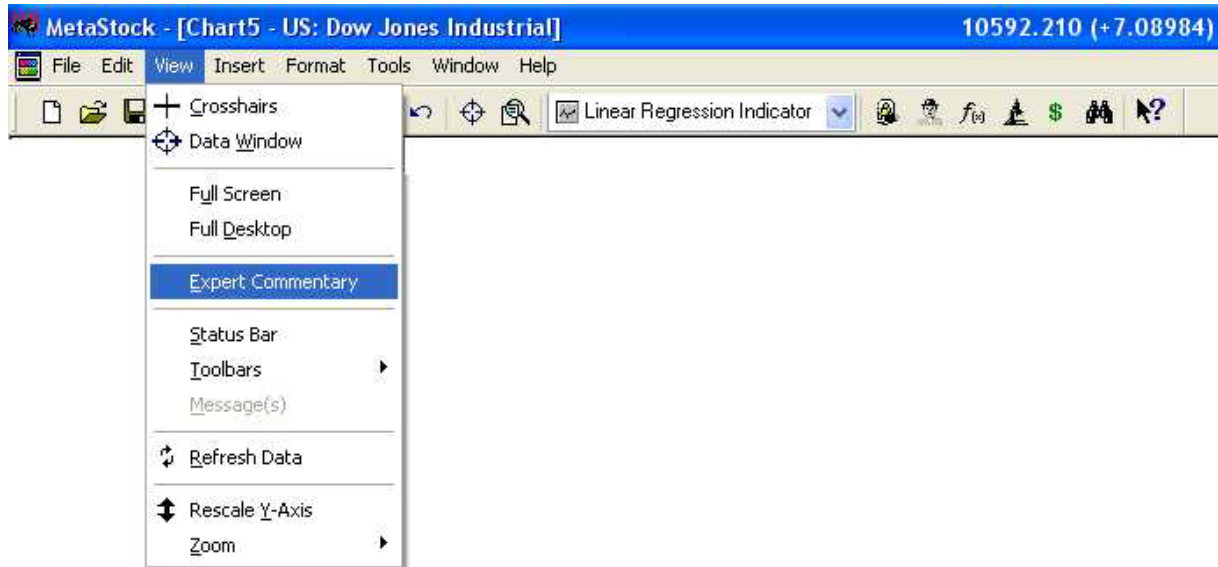 MetaStock - [Chart5 - US: Dow Jones Industrial] 10592.210 (+7.08984)
File Edit View Insert Format Tools Window Help
Linear Regression Indicator f(x) $ ?
Crosshairs
Data Window
Full Screen
Full Desktop
Expert Commentary
Status Bar
Toolbars
Message(s)
Refresh Data
Rescale Y-Axis
Zoom